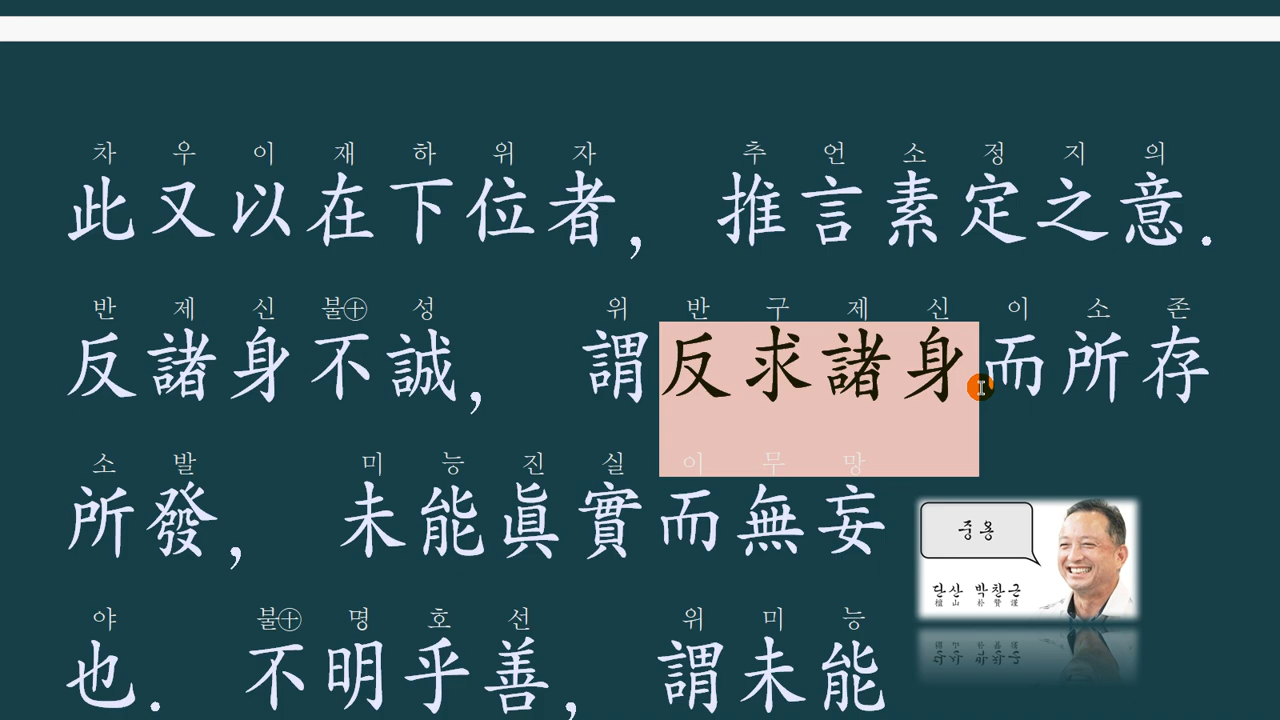 차 우 이 재 하 위 자 추 언 소 정 지 의
此又以在下位者, 推言素定之意.
반 제 신 불㊉ 성 위 반 구 제 신 이 소 존
反諸身不誠, 謂反求諸身而所存
소 발 미 능 진 실 이 무 망
所發, 未能眞實而無妄
야 불㊉ 명 호 선 위 미 능
也. 不明乎善, 謂未能
중용
단산 박찬근
檀山